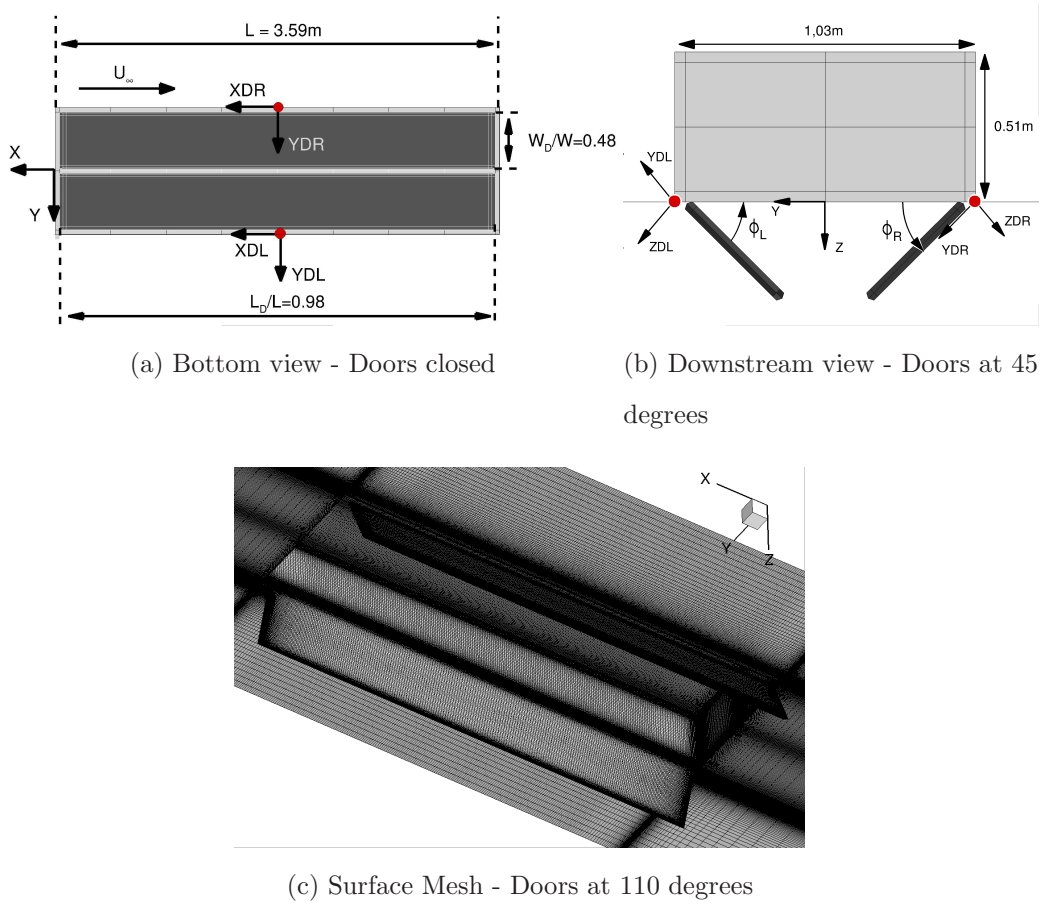 L = 3.59m
U∞
XDR
YDR
X
Y
W_D/W=0.48
XDL
YDL
L_D/L=0.98
(a) Bottom view - Doors closed
1,03m
0.51m
YDL
ZDL
ϕ_L
Y
Z
ϕ_R
YDR
ZDR
(b) Downstream view - Doors at 45
degrees
X
Y
Z
(c) Surface Mesh - Doors at 110 degrees